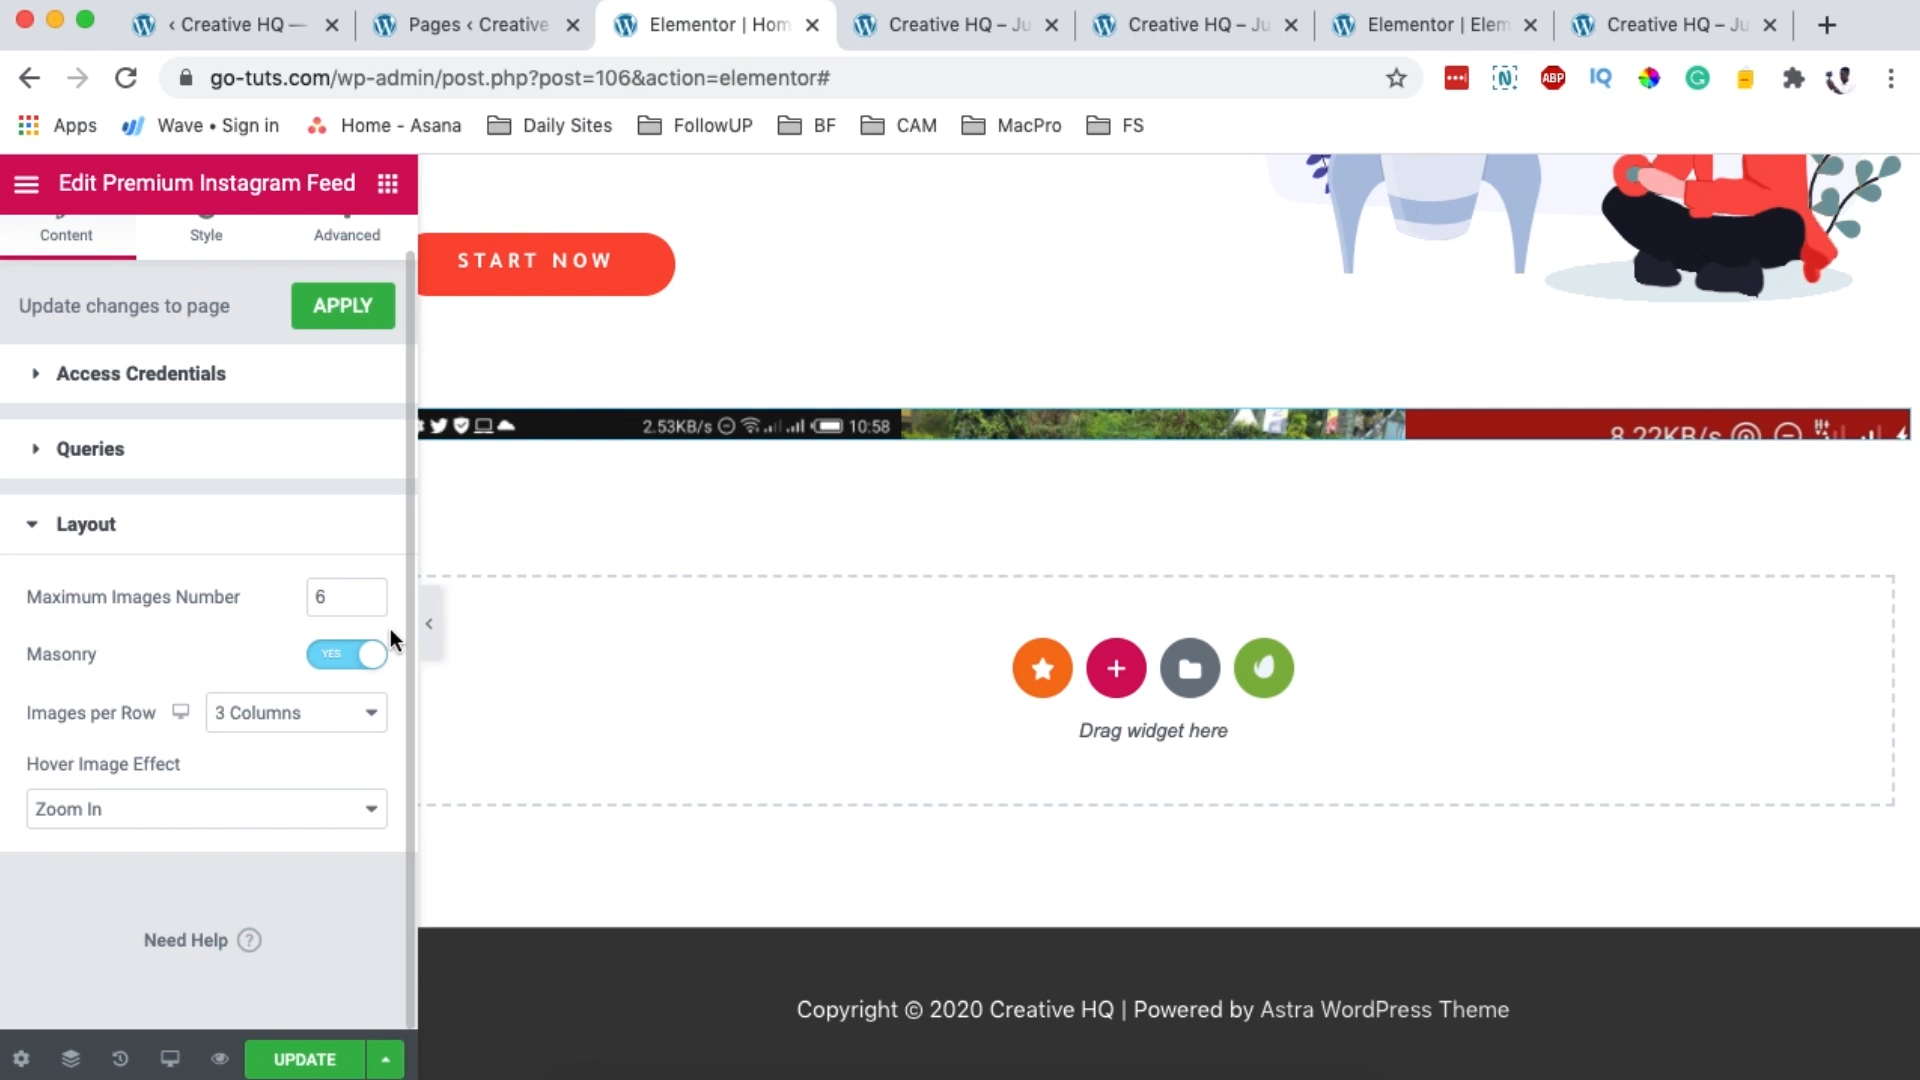 ‹ Creative HQ —
Pages ‹ Creative
Elementor | Hom
Creative HQ – Ju
Creative HQ – Ju
Elementor | Elem
Creative HQ – Ju
go-tuts.com/wp-admin/post.php?post=106&action=elementor#
ABP
IQ
Apps
Wave • Sign in
Home - Asana
Daily Sites
FollowUP
BF
CAM
MacPro
FS
Edit Premium Instagram Feed
Content
Style
Advanced
START NOW
Update changes to page
APPLY
Access Credentials
2.53KB/s
10:58
8.22KB/s
H+
Queries
Layout
Maximum Images Number
6
Masonry
YES
Images per Row
3 Columns
Drag widget here
Hover Image Effect
Zoom In
Need Help ?
Copyright © 2020 Creative HQ | Powered by Astra WordPress Theme
UPDATE